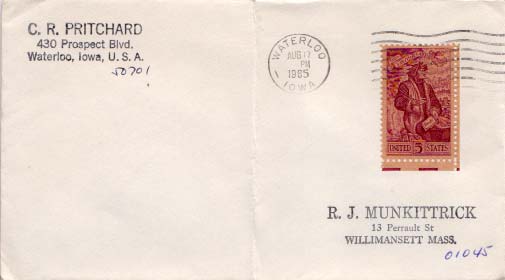 C. R. PRITCHARD
430 Prospect Blvd.
Waterloo, Iowa, U. S. A.
50701
WATERLOO
AUG 17
PM
1965
IOWA
UNITED 5 STATES
R. J. MUNKITTRICK
13 Perrault St
WILLIMANSETT MASS.
01045